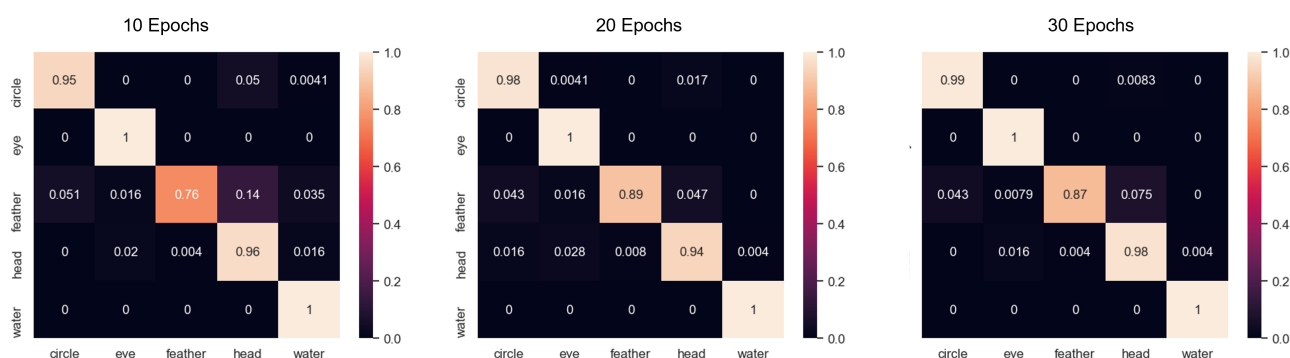 10 Epochs 20 Epochs 30 Epochs
circle 0.95 0 0 0.05 0.0041
eye 0 1 0 0 0
feather 0.051 0.016 0.76 0.14 0.035
head 0 0.02 0.004 0.96 0.016
water 0 0 0 0 1
circle eye feather head water
1.0
0.8
0.6
0.4
0.2
0.0
circle 0.98 0.0041 0 0.017 0
eye 0 1 0 0 0
feather 0.043 0.016 0.89 0.047 0
head 0.016 0.028 0.008 0.94 0.004
water 0 0 0 0 1
circle eye feather head water
1.0
0.8
0.6
0.4
0.2
0.0
0.99 0 0 0.0083 0
0 1 0 0 0
0.043 0.0079 0.87 0.075 0
0 0.016 0.004 0.98 0.004
0 0 0 0 1
circle eye feather head water
1.0
0.8
0.6
0.4
0.2
0.0